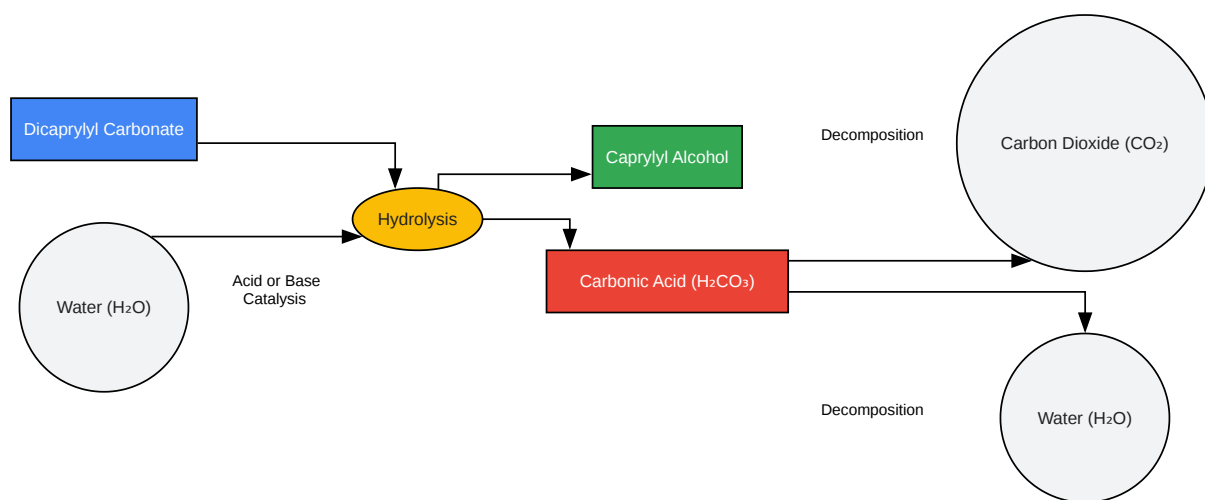 Decomposition
Dicaprylyl Carbonate
Carbon Dioxide (CO₂)
Caprylyl Alcohol
Hydrolysis
Acid or Base
Catalysis
Carbonic Acid (H₂CO₃)
Water (H₂O)
Decomposition
Water (H₂O)